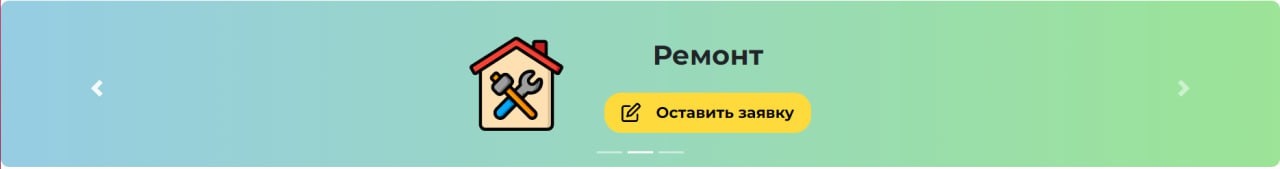 Ремонт
Оставить заявку